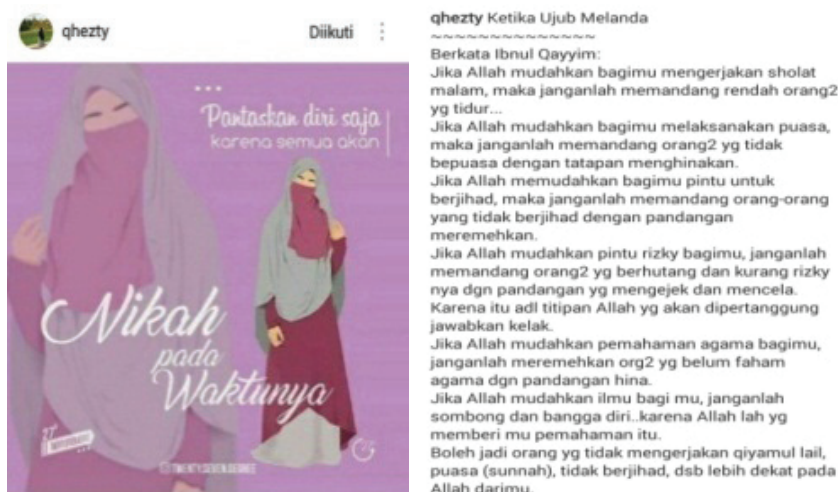 qhezty
Diikuti
Pantaskan diri saja
karena semua akan
Nikah
pada
Waktunya
TWENTY.SEVEN.DEGREE
qhezty Ketika Ujub Melanda
~~~~~~~~~~~~~~
Berkata Ibnul Qayyim:
Jika Allah mudahkan bagimu mengerjakan sholat
malam, maka janganlah memandang rendah orang2
yg tidur...
Jika Allah mudahkan bagimu melaksanakan puasa,
maka janganlah memandang orang2 yg tidak
bepuasa dengan tatapan menghinakan.
Jika Allah memudahkan bagimu pintu untuk
berjihad, maka janganlah memandang orang-orang
yang tidak berjihad dengan pandangan
meremehkan.
Jika Allah mudahkan pintu rizky bagimu, janganlah
memandang orang2 yg berhutang dan kurang rizky
nya dgn pandangan yg mengejek dan mencela.
Karena itu adl titipan Allah yg akan dipertanggung
jawabkan kelak.
Jika Allah mudahkan pemahaman agama bagimu,
janganlah meremehkan org2 yg belum faham
agama dgn pandangan hina.
Jika Allah mudahkan ilmu bagi mu, janganlah
sombong dan bangga diri..karena Allah lah yg
memberi mu pemahaman itu.
Boleh jadi orang yg tidak mengerjakan qiyamul lail,
puasa (sunnah), tidak berjihad, dsb lebih dekat pada
Allah darimu.